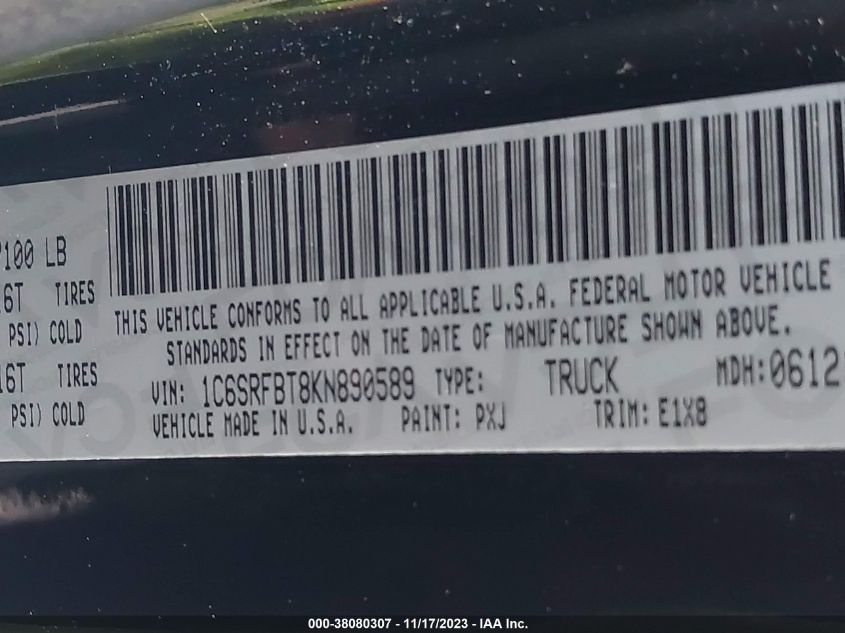 100 LB
6T TIRES
PSI) COLD
16T TIRES
PSI) COLD
THIS VEHICLE CONFORMS TO ALL APPLICABLE U.S.A. FEDERAL MOTOR VEHICLE
STANDARDS IN EFFECT ON THE DATE OF MANUFACTURE SHOWN ABOVE.
VIN: 1C6SRFBT8KN890589 TYPE: TRUCK MDH:0612
VEHICLE MADE IN U.S.A. PAINT: PXJ TRIM: E1X8
000-38080307 - 11/17/2023 - IAA Inc.